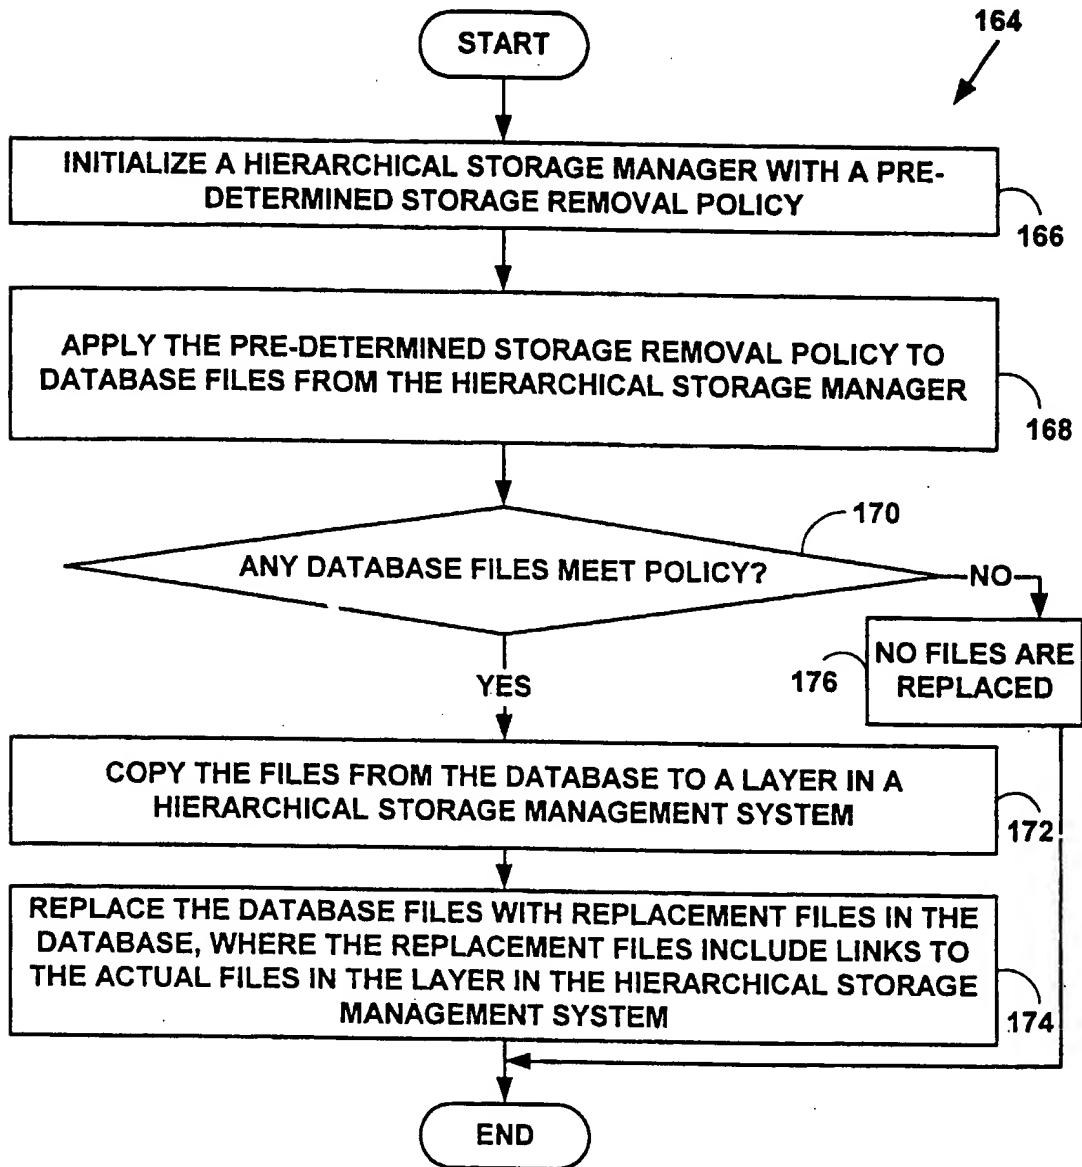 START
164
INITIALIZE A HIERARCHICAL STORAGE MANAGER WITH A PRE-
DETERMINED STORAGE REMOVAL POLICY
166
APPLY THE PRE-DETERMINED STORAGE REMOVAL POLICY TO
DATABASE FILES FROM THE HIERARCHICAL STORAGE MANAGER
168
170
ANY DATABASE FILES MEET POLICY?
NO
NO FILES ARE
REPLACED
176
YES
COPY THE FILES FROM THE DATABASE TO A LAYER IN A
HIERARCHICAL STORAGE MANAGEMENT SYSTEM
172
REPLACE THE DATABASE FILES WITH REPLACEMENT FILES IN THE
DATABASE, WHERE THE REPLACEMENT FILES INCLUDE LINKS TO
THE ACTUAL FILES IN THE LAYER IN THE HIERARCHICAL STORAGE
MANAGEMENT SYSTEM
174
END